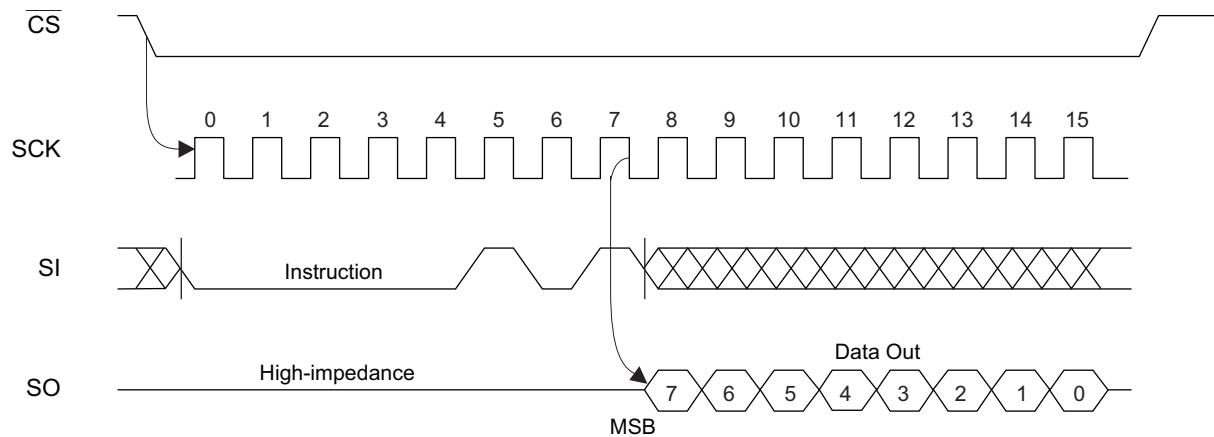 CS
0 1 2 3 4 5 6 7 8 9 10 11 12 13 14 15
SCK
SI
Instruction
Data Out
High-impedance
SO
7 6 5 4 3 2 1 0
MSB